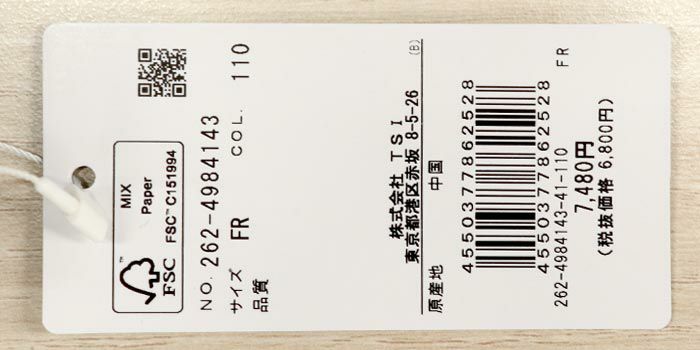 MIX
Paper
FSC™ C151994
FSC
NO. 262-4984143
サイズ FR COL. 110
品質
株式会社 TSI
東京都港区赤坂 8-5-26
(B)
原産地 中国
4550377862528
4550377862528
262-4984143-41-110 FR
7,480円
(税抜価格 6,800円)